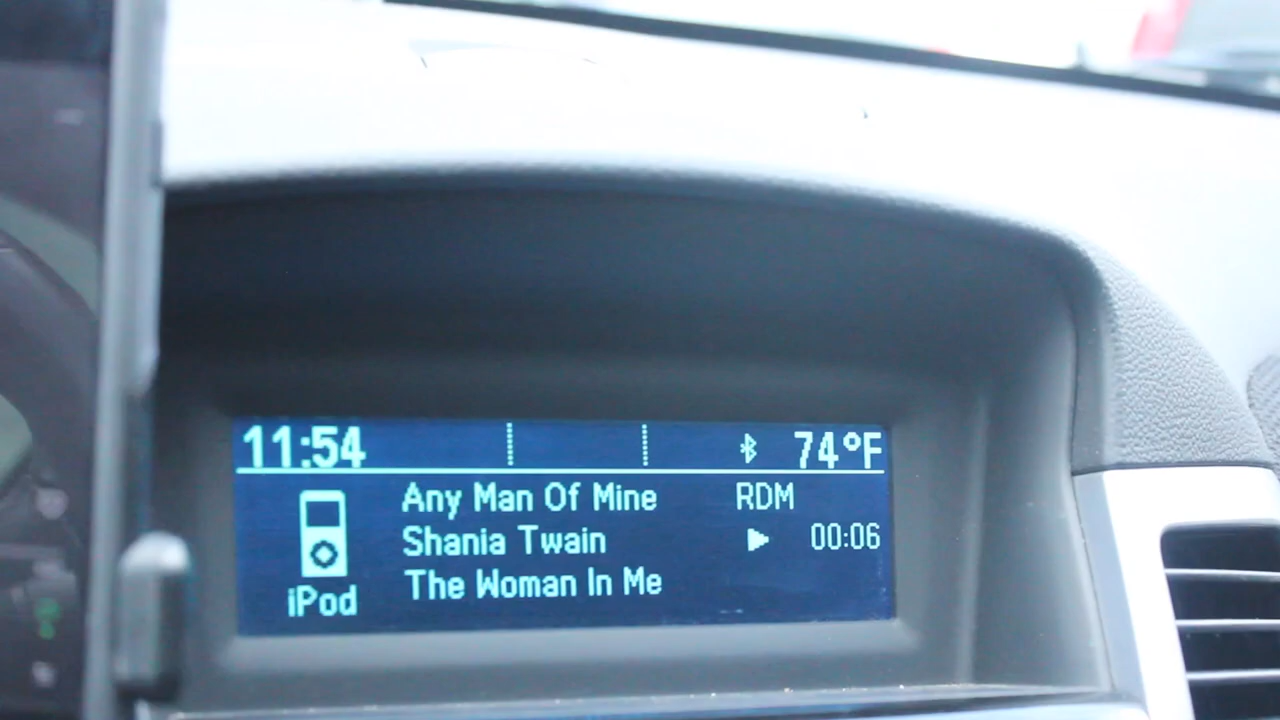 11:54 74°F
Any Man Of Mine RDM
Shania Twain 00:06
The Woman In Me
iPod